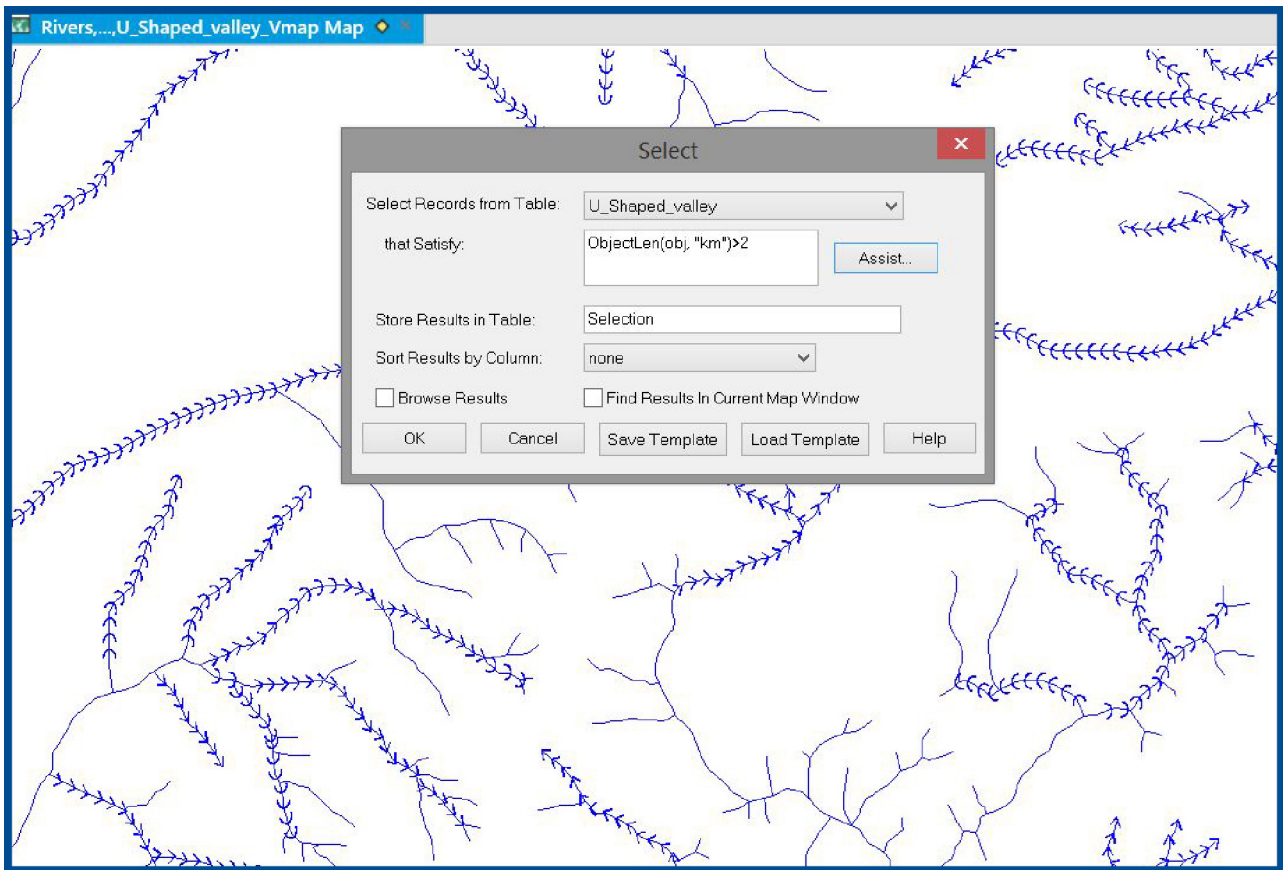 Rivers,...,U_Shaped_valley_Vmap Map
Select
Select Records from Table: U_Shaped_valley
that Satisfy: ObjectLen(obj, "km")>2
Assist...
Store Results in Table: Selection
Sort Results by Column: none
Browse Results Find Results In Current Map Window
OK Cancel Save Template Load Template Help